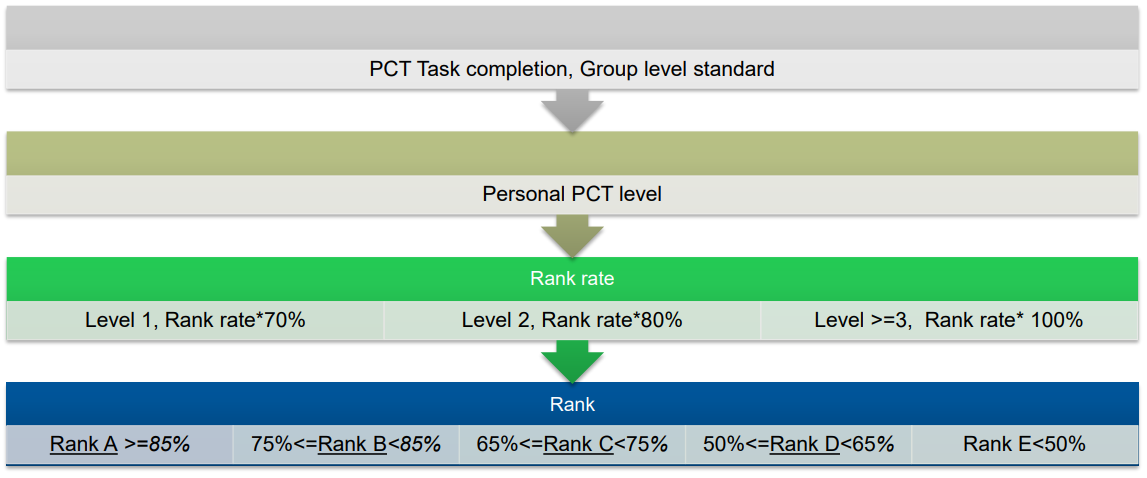 PCT Task completion, Group level standard
Personal PCT level
Rank rate
Level 1, Rank rate*70%
Level 2, Rank rate*80%
Level >=3,  Rank rate* 100%
Rank
Rank A >=85%
75%<=Rank B<85%
65%<=Rank C<75%
50%<=Rank D<65%
Rank E<50%